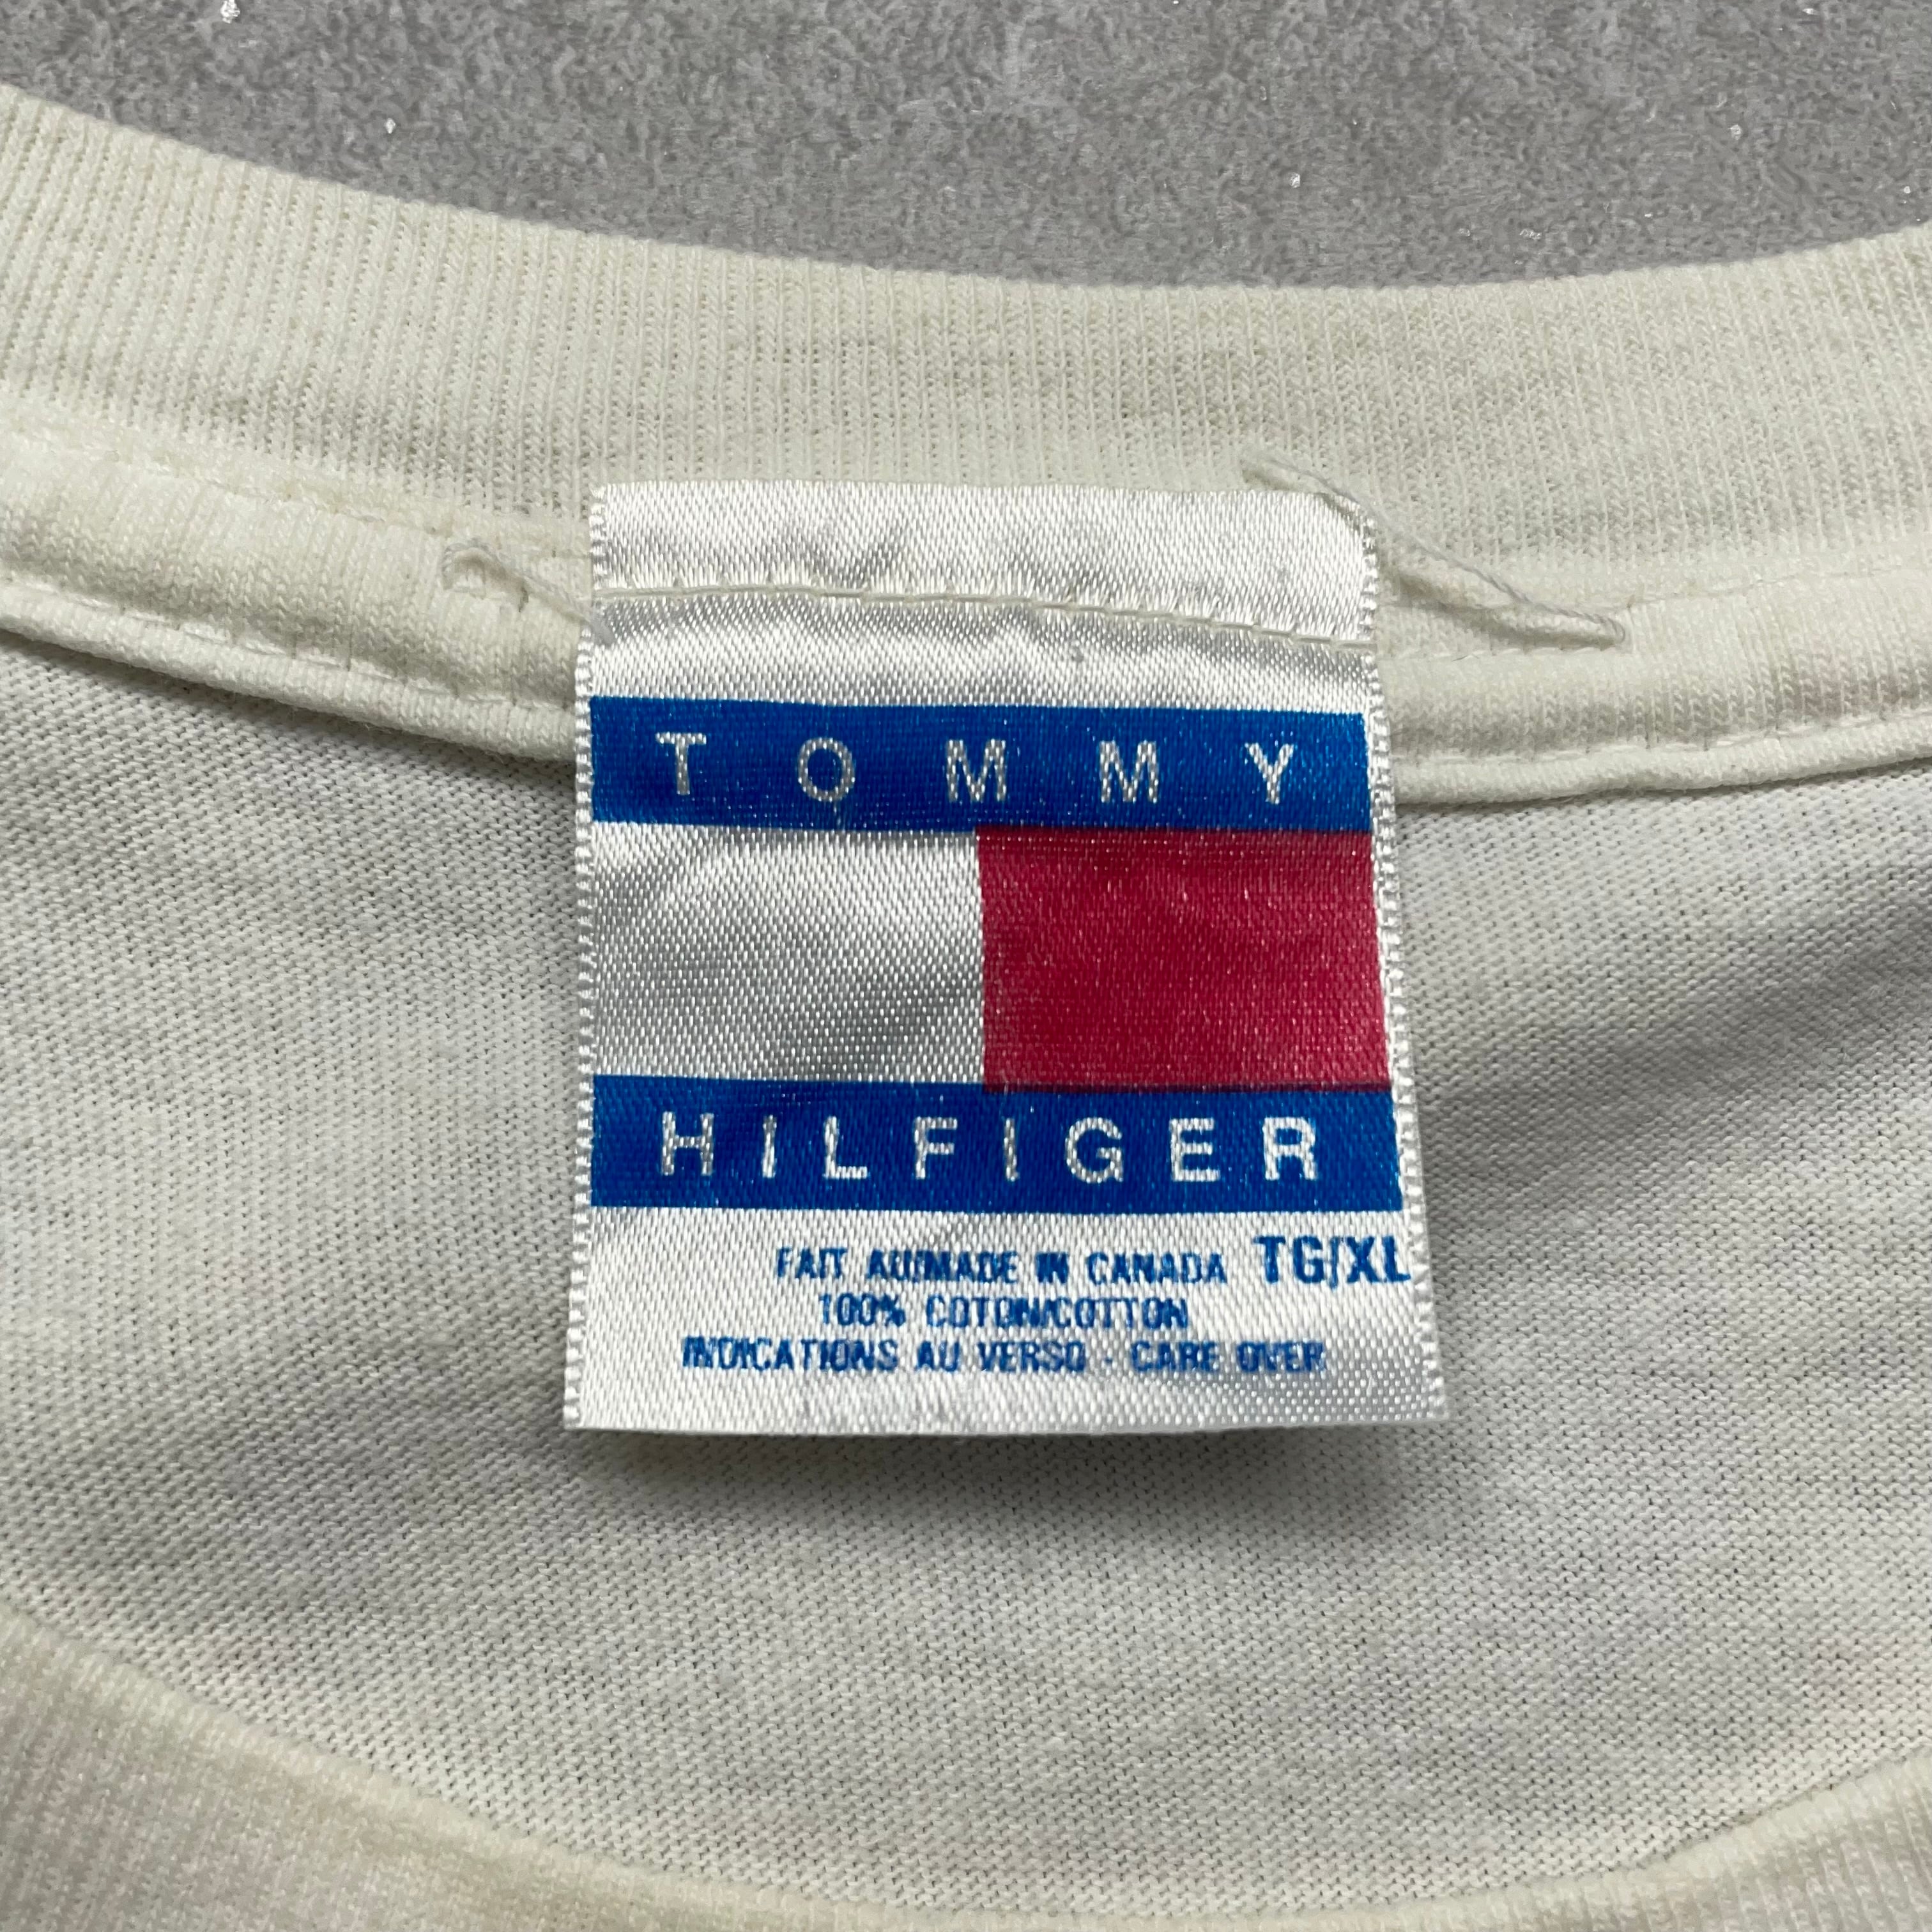 TOMMY
HILFIGER
FAIT AU/MADE IN CANADA TG/XL
100% COTON/COTTON
INDICATIONS AU VERSO - CARE OVER